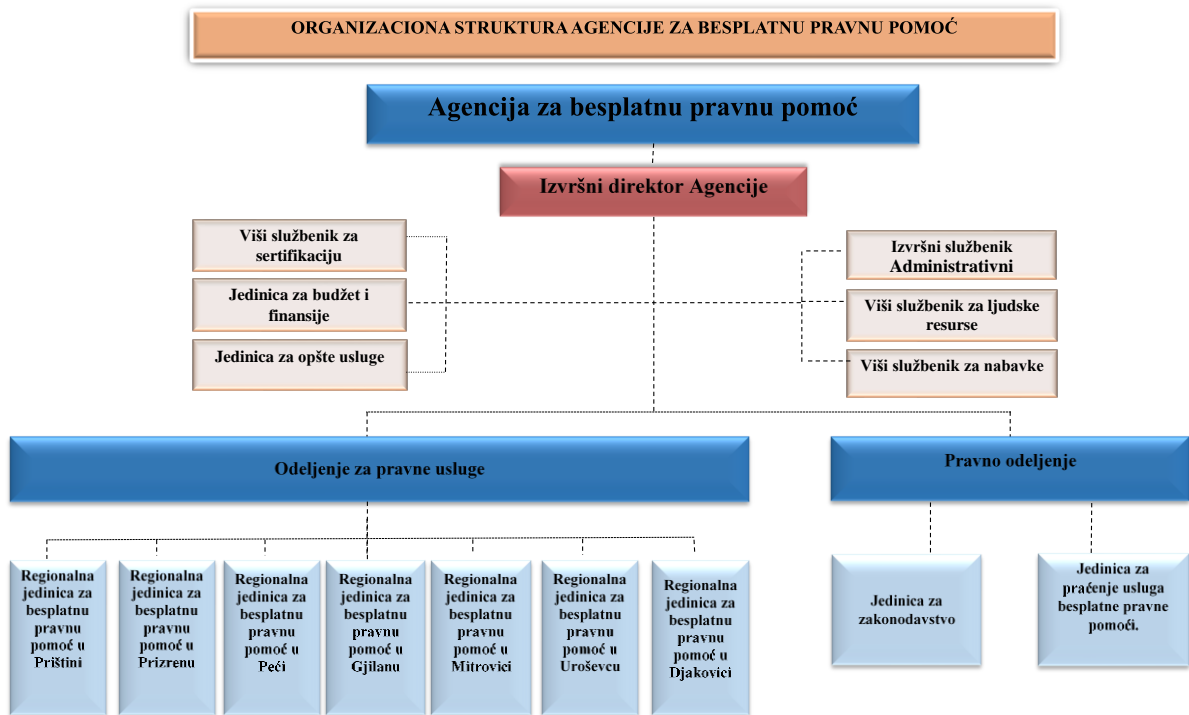 ORGANIZACIONA STRUKTURA AGENCIJE ZA BESPLATNU PRAVNU POMOĆ
Agencija za besplatnu pravnu pomoć
Izvršni direktor Agencije
Viši službenik za
sertifikaciju
Jedinica za budžet i
finansije
Jedinica za opšte usluge
Izvršni službenik
Administrativni
Viši službenik za ljudske
resurse
Viši službenik za nabavke
Odeljenje za pravne usluge
Pravno odeljenje
Regionalna
jedinica za
besplatnu
pravnu
pomoć u
Prištini
Regionalna
jedinica za
besplatnu
pravnu
pomoć u
Prizrenu
Regionalna
jedinica za
besplatnu
pravnu
pomoć u
Peći
Regionalna
jedinica za
besplatnu
pravnu
pomoć u
Gjilanu
Regionalna
jedinica za
besplatnu
pravnu
pomoć u
Mitrovici
Regionalna
jedinica za
besplatnu
pravnu
pomoć u
Uroševcu
Regionalna
jedinica za
besplatnu
pravnu
pomoć u
Djakovici
Jedinica za
zakonodavstvo
Jedinica za
praćenje usluga
besplatne pravne
pomoći.